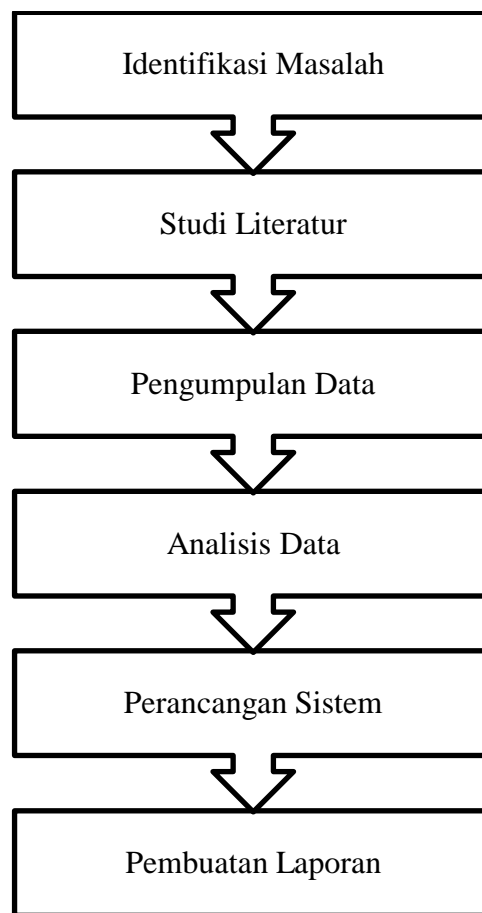 Identifikasi Masalah
Studi Literatur
Pengumpulan Data
Analisis Data
Perancangan Sistem
Pembuatan Laporan